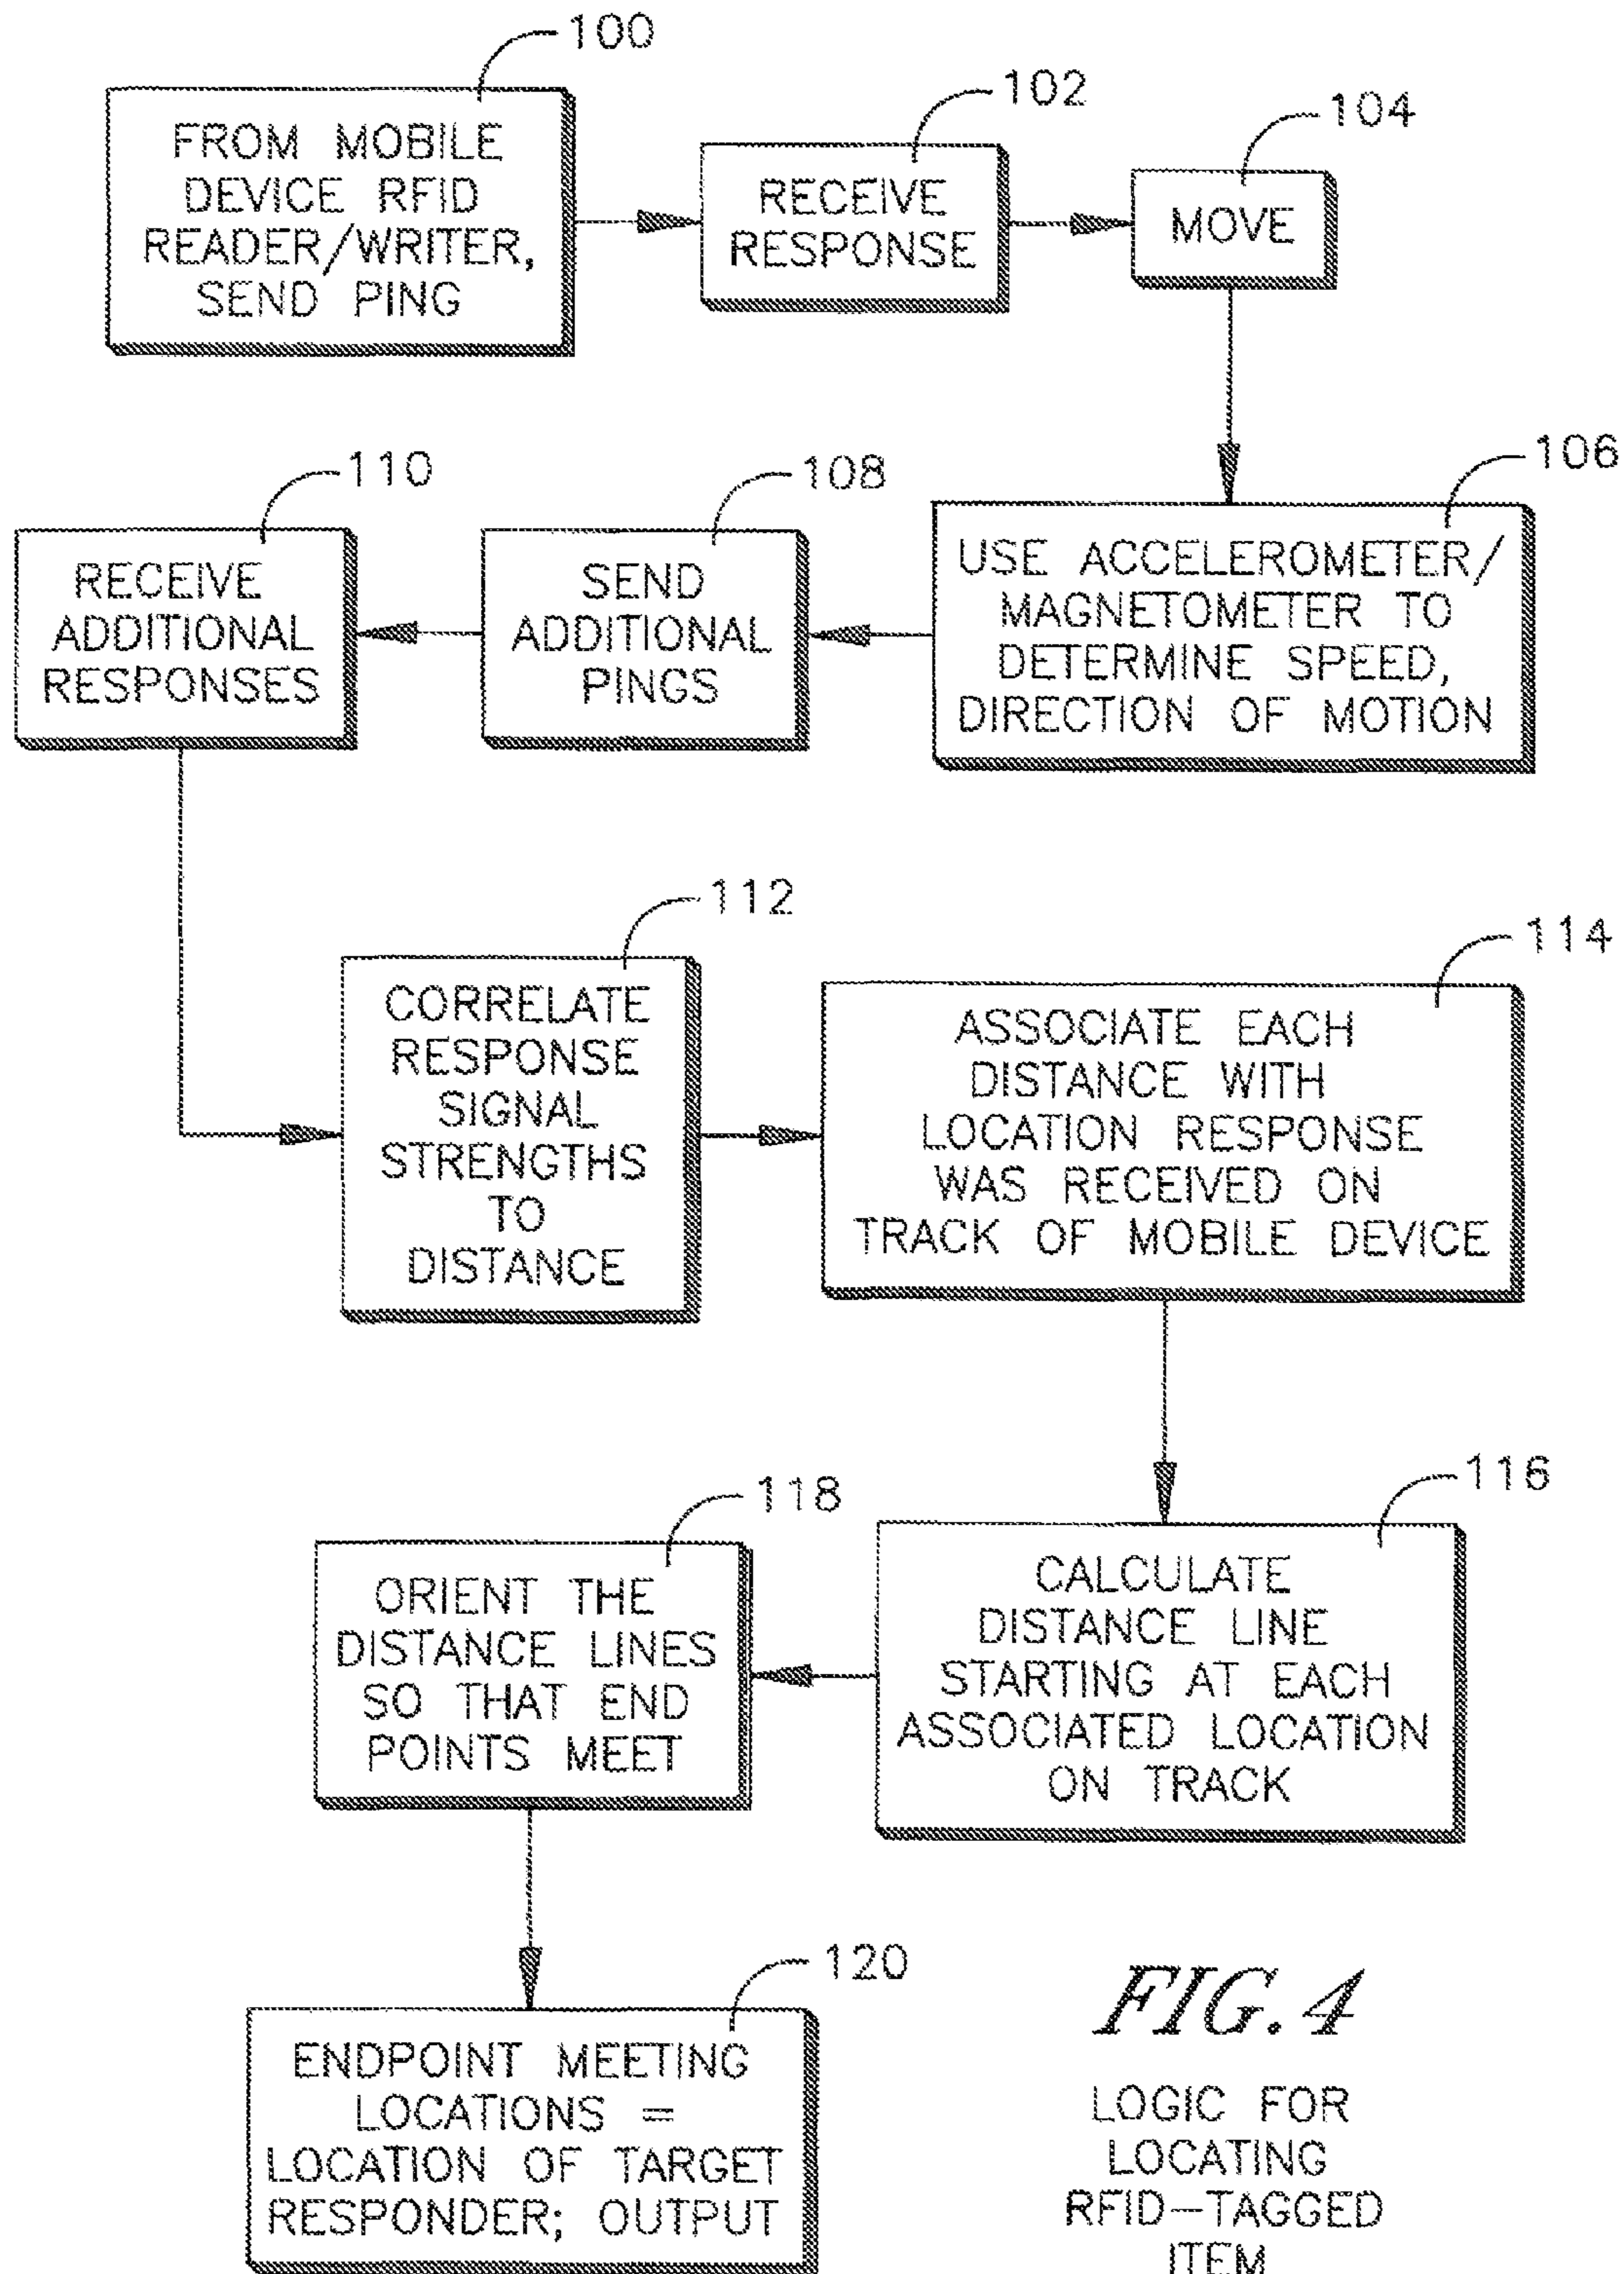 100
FROM MOBILE
DEVICE RFID
READER/WRITER,
SEND PING
102
RECEIVE
RESPONSE
104
MOVE
106
USE ACCELEROMETER/
MAGNETOMETER TO
DETERMINE SPEED,
DIRECTION OF MOTION
108
SEND
ADDITIONAL
PINGS
110
RECEIVE
ADDITIONAL
RESPONSES
112
CORRELATE
RESPONSE
SIGNAL
STRENGTHS
TO
DISTANCE
114
ASSOCIATE EACH
DISTANCE WITH
LOCATION RESPONSE
WAS RECEIVED ON
TRACK OF MOBILE DEVICE
116
CALCULATE
DISTANCE LINE
STARTING AT EACH
ASSOCIATED LOCATION
ON TRACK
118
ORIENT THE
DISTANCE LINES
SO THAT END
POINTS MEET
120
ENDPOINT MEETING
LOCATIONS =
LOCATION OF TARGET
RESPONDER; OUTPUT
FIG. 4
LOGIC FOR
LOCATING
RFID-TAGGED
ITEM